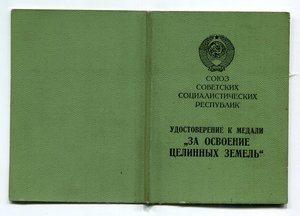 СОЮЗ
СОВЕТСКИХ
СОЦИАЛИСТИЧЕСКИХ
РЕСПУБЛИК
УДОСТОВЕРЕНИЕ К МЕДАЛИ
„ЗА ОСВОЕНИЕ
ЦЕЛИННЫХ ЗЕМЕЛЬ“